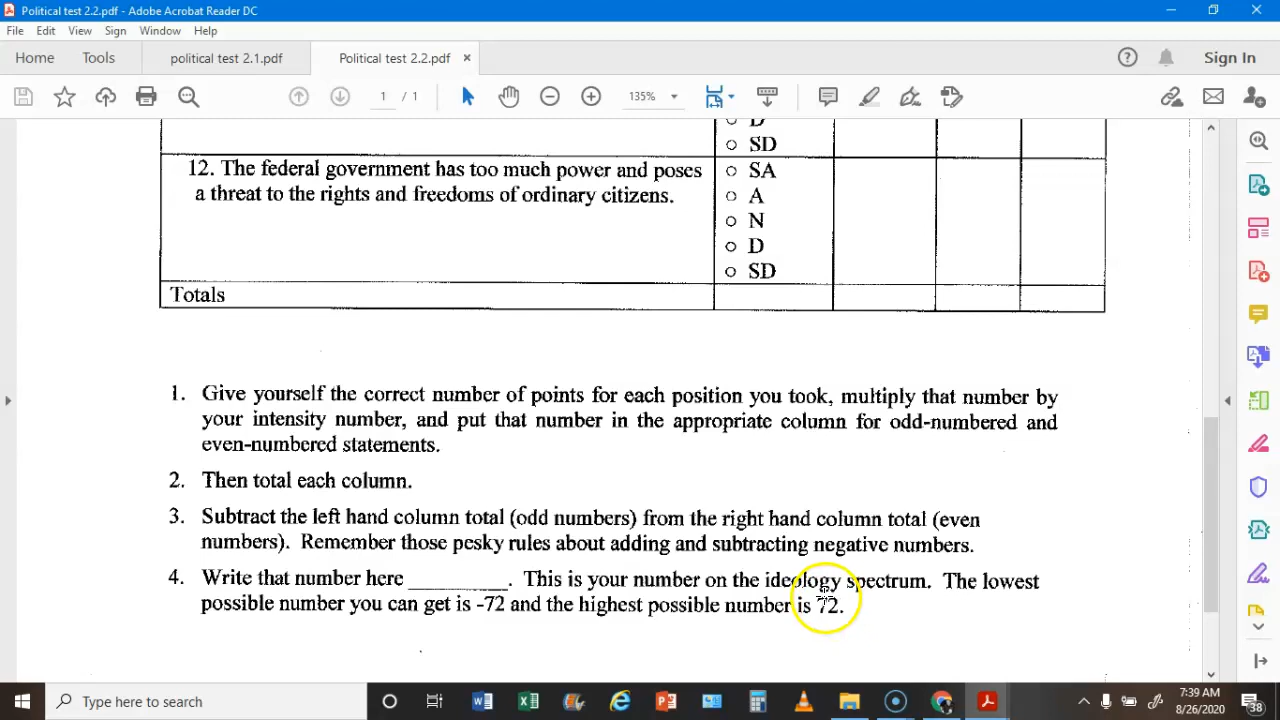 Political test 2.2.pdf - Adobe Acrobat Reader DC
File Edit View Sign Window Help
Home Tools political test 2.1.pdf Political test 2.2.pdf × Sign In
1 / 1 135%
D
SD
12. The federal government has too much power and poses
a threat to the rights and freedoms of ordinary citizens.
SA
A
N
D
SD
Totals
1. Give yourself the correct number of points for each position you took, multiply that number by
your intensity number, and put that number in the appropriate column for odd-numbered and
even-numbered statements.
2. Then total each column.
3. Subtract the left hand column total (odd numbers) from the right hand column total (even
numbers). Remember those pesky rules about adding and subtracting negative numbers.
4. Write that number here ________. This is your number on the ideology spectrum. The lowest
possible number you can get is -72 and the highest possible number is 72.
Type here to search
7:39 AM
8/26/2020
38